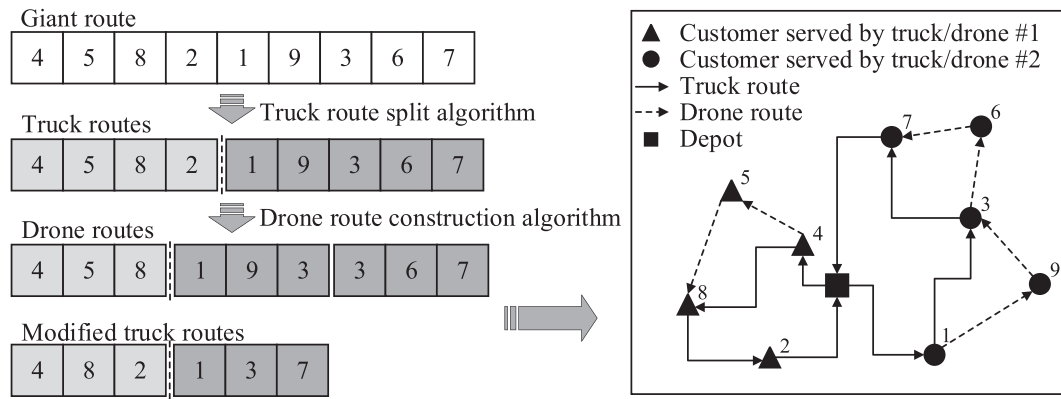 Giant route
4 5 8 2 1 9 3 6 7
Truck route split algorithm
Truck routes
4 5 8 2 1 9 3 6 7
Drone route construction algorithm
Drone routes
4 5 8 1 9 3 3 6 7
Modified truck routes
4 8 2 1 3 7
Customer served by truck/drone #1
Customer served by truck/drone #2
Truck route
Drone route
Depot
7
6
5
3
4
9
8
2
1